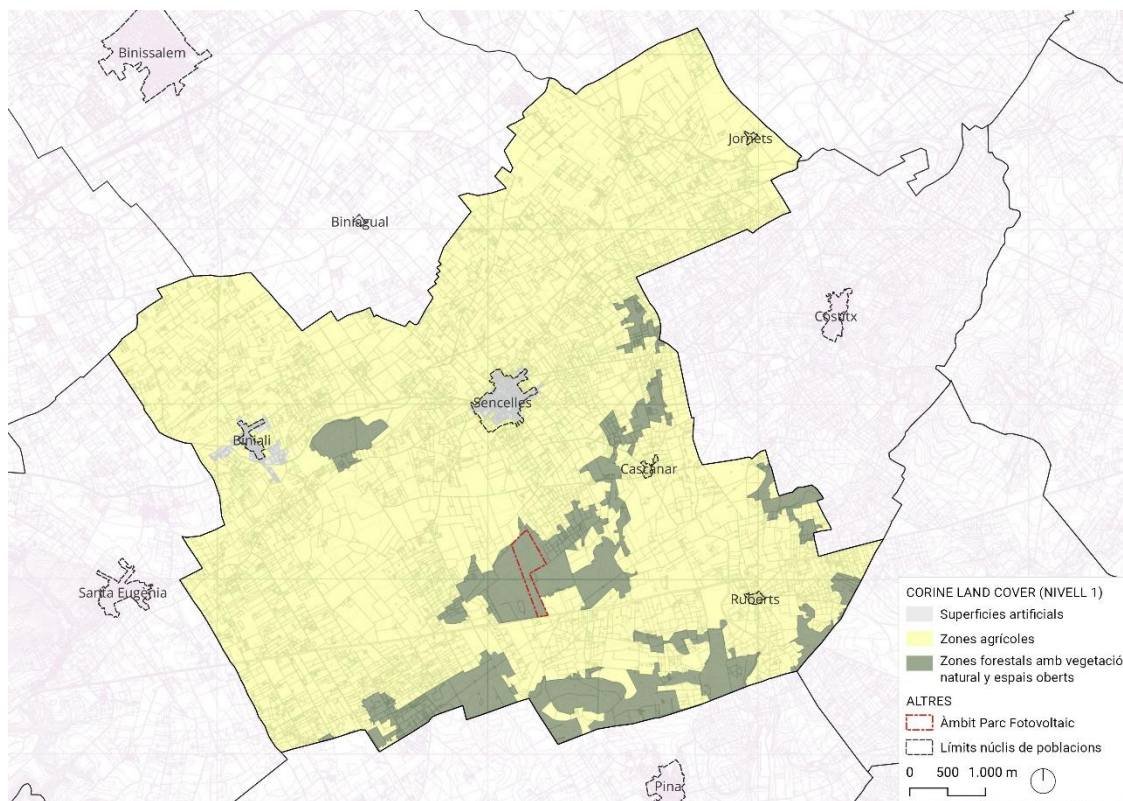 Binissalem
Jornets
Biniagual
Costitx
Sencelles
Biniali
Cascanar
Santa Eugènia
Ruberts
Pina
CORINE LAND COVER (NIVELL 1)
Superficies artificials
Zones agrícoles
Zones forestals amb vegetació
natural y espais oberts
ALTRES
Àmbit Parc Fotovoltaic
Límits núclis de poblacions
0 500 1.000 m